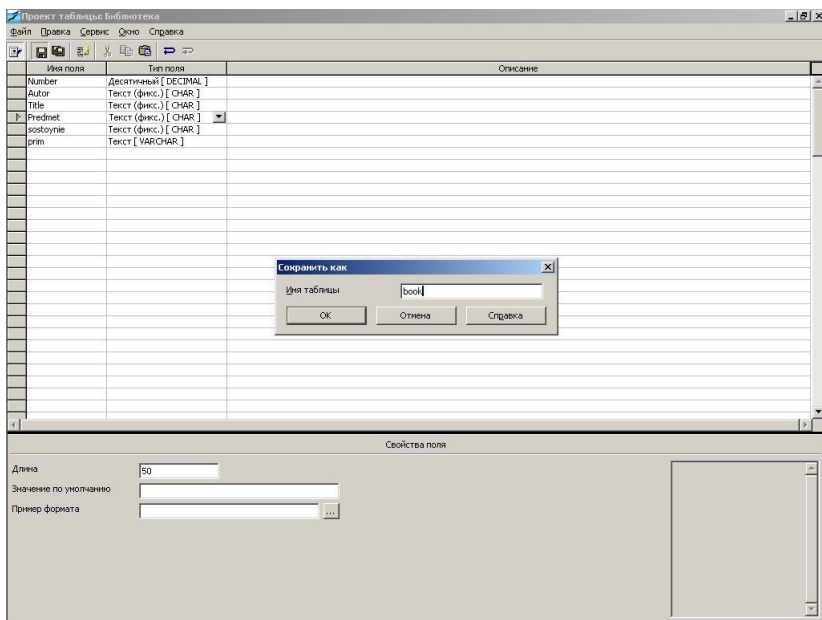 Проект таблицы: Библиотека
Файл Правка Сервис Окно Справка
Имя поля Тип поля Описание
Number Десятичный [ DECIMAL ]
Autor Текст (фикс.) [ CHAR ]
Title Текст (фикс.) [ CHAR ]
Predmet Текст (фикс.) [ CHAR ]
sostoynie Текст (фикс.) [ CHAR ]
prim Текст [ VARCHAR ]
Сохранить как
Имя таблицы book
OK Отмена Справка
Свойства поля
Длина 50
Значение по умолчанию
Пример формата ...